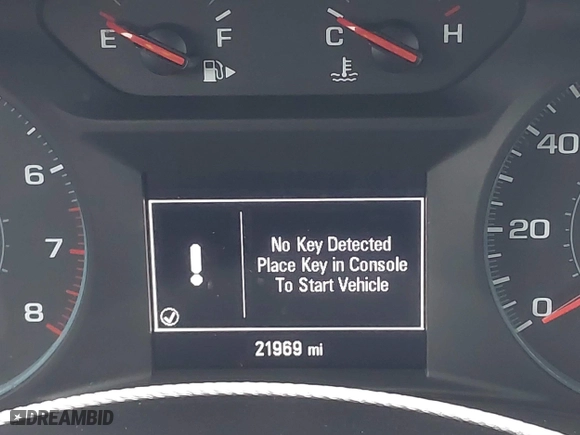 E F C H
6
7
8
40
20
0
No Key Detected
Place Key in Console
To Start Vehicle
21969 mi
DREAMBID